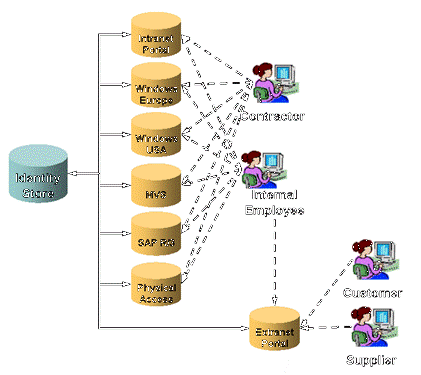 Intranet
Portal
Windows
Europe
Contractor
Windows
USA
Identity
Store
Internal
Employee
SAP R3
Physical
Access
Customer
Extranet
Portal
Supplier